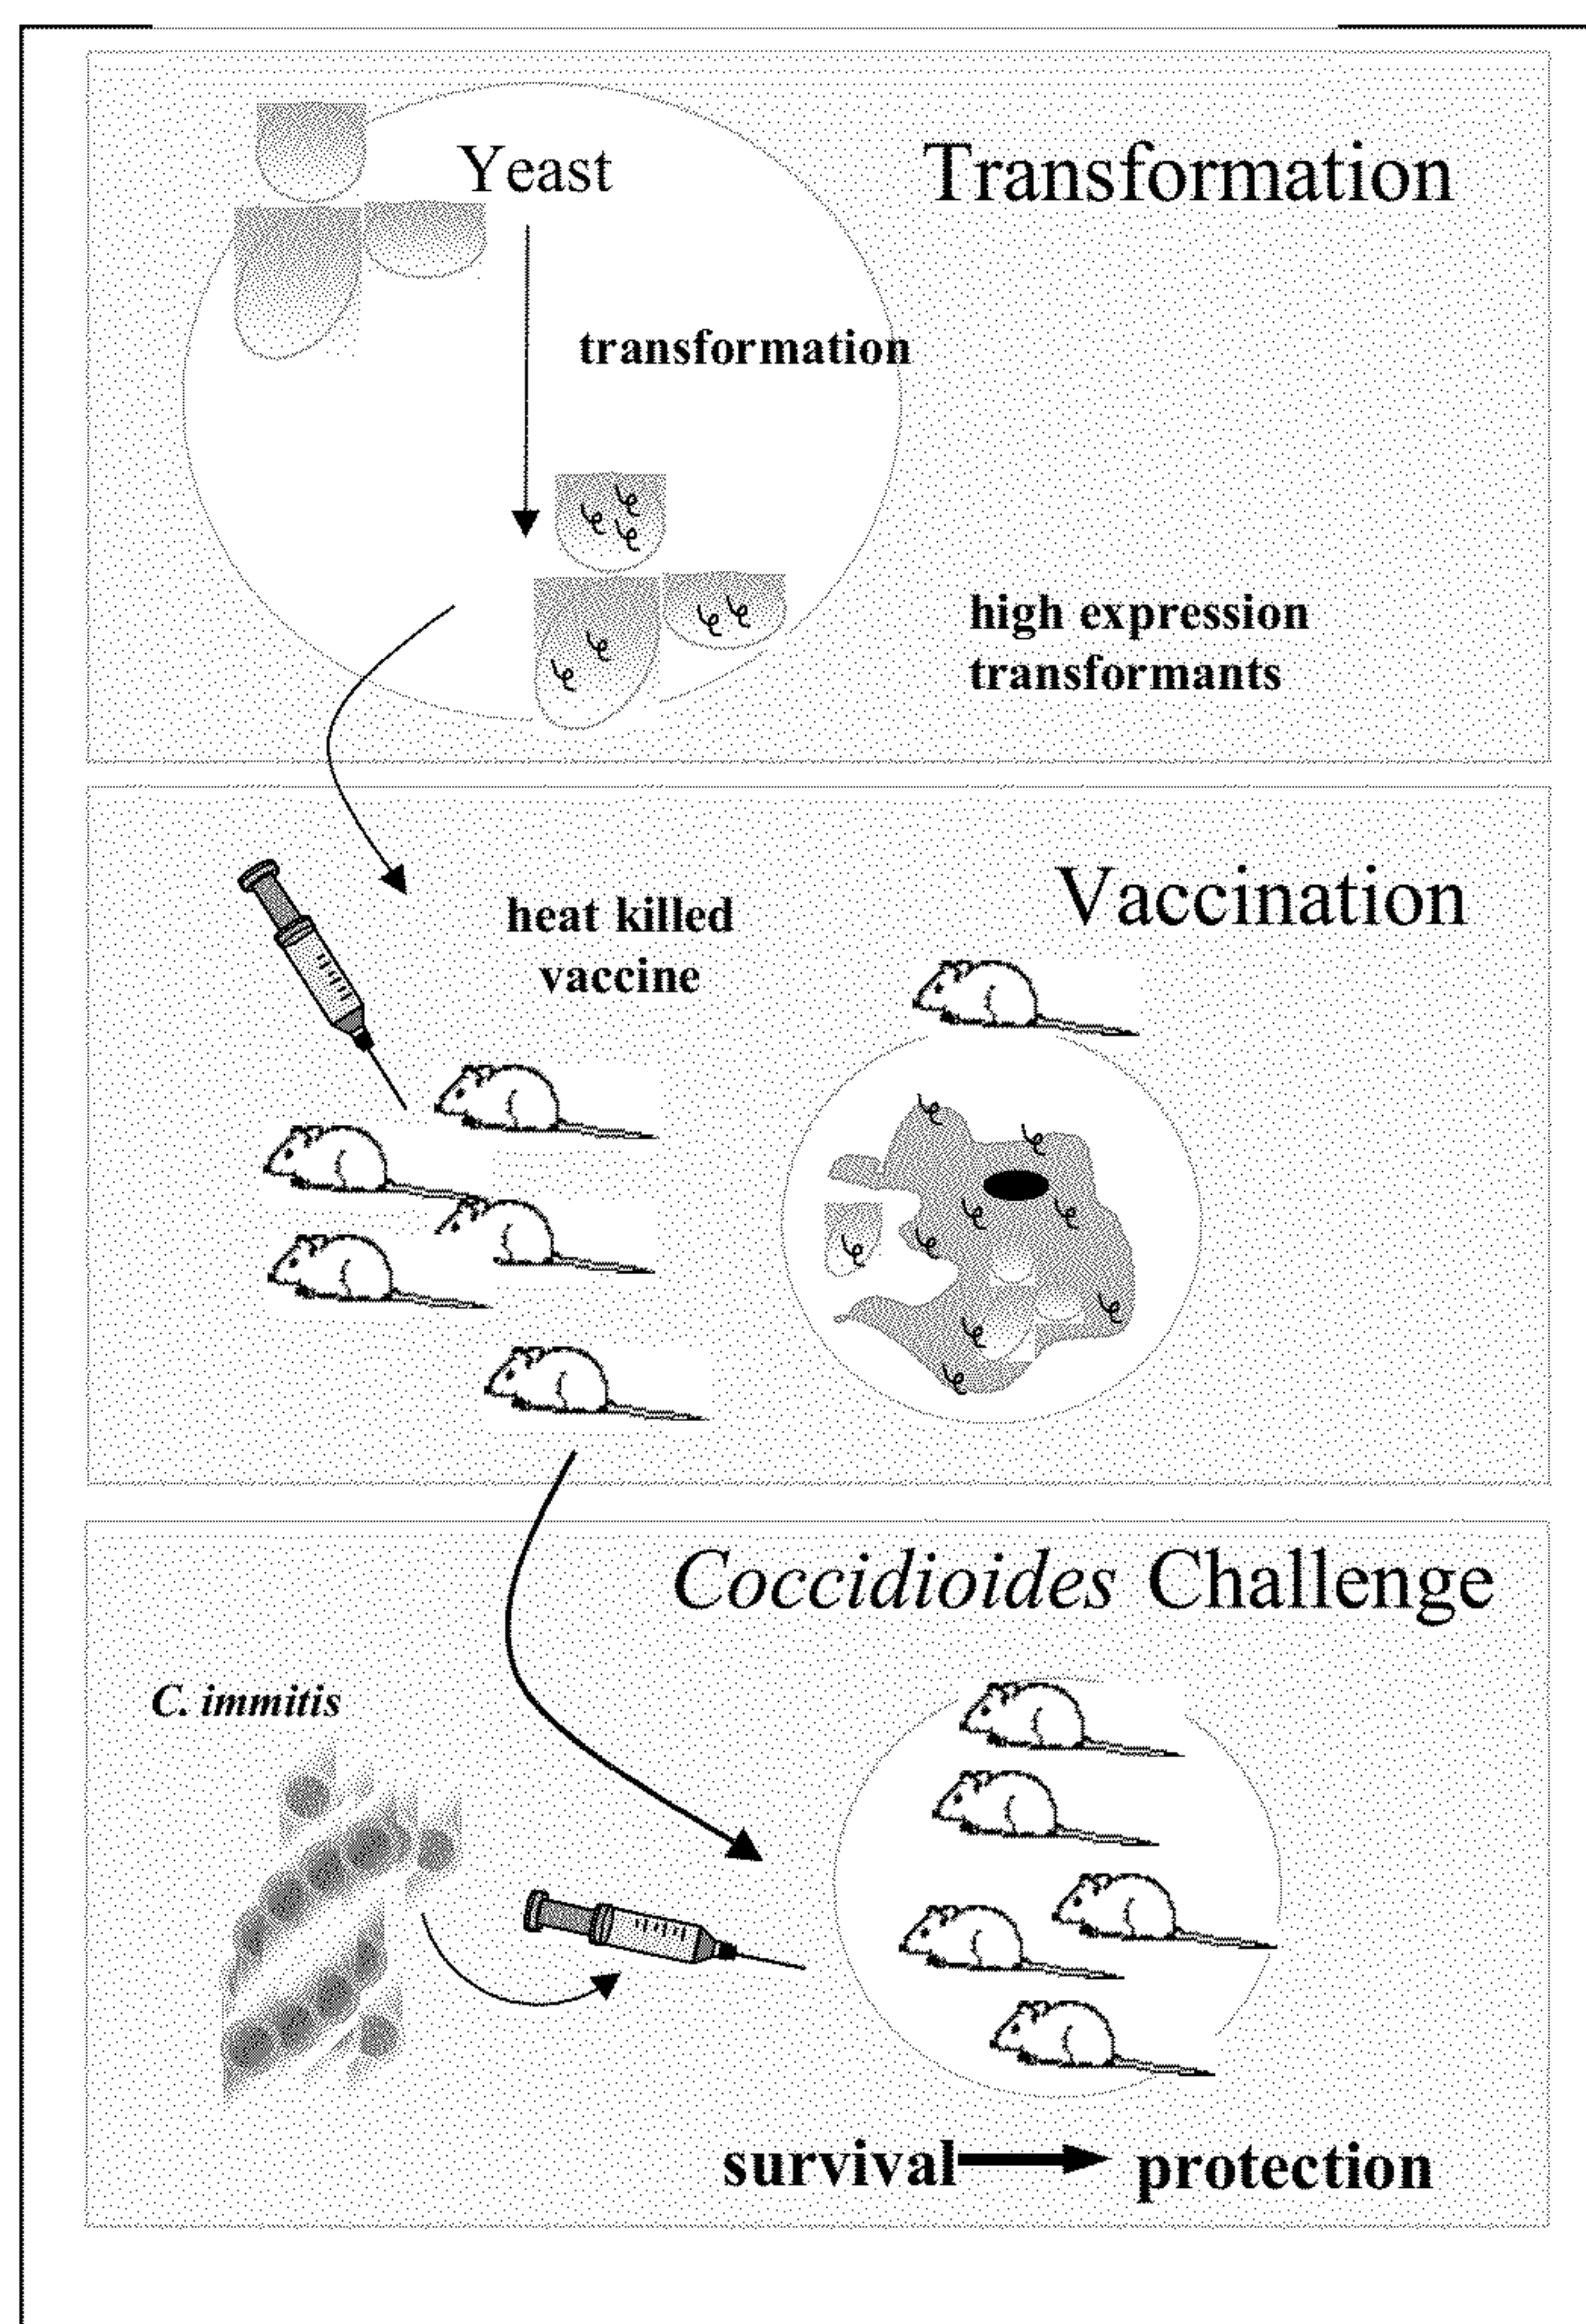 Yeast
Transformation
transformation
high expression
transformants
Vaccination
heat killed
vaccine
Coccidioides Challenge
C. immitis
survival
protection